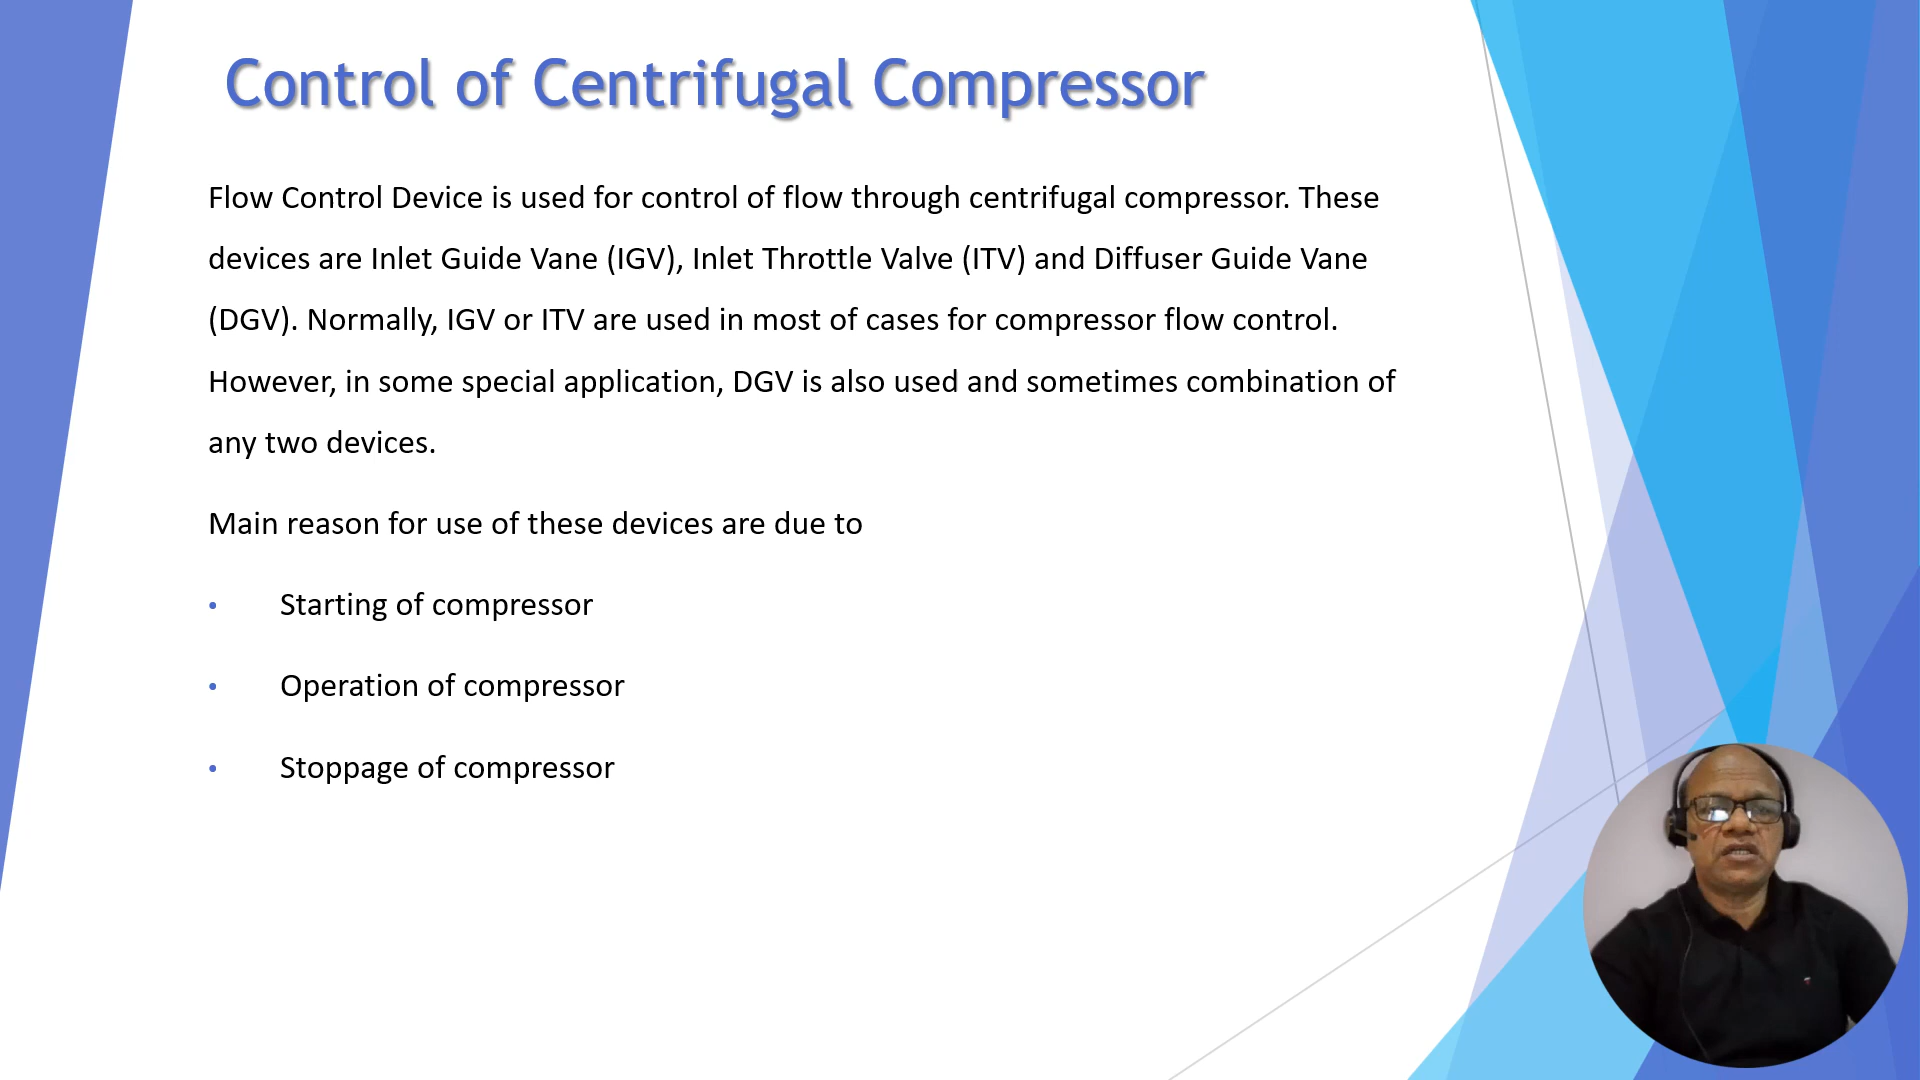 Control of Centrifugal Compressor
Flow Control Device is used for control of flow through centrifugal compressor. These
devices are Inlet Guide Vane (IGV), Inlet Throttle Valve (ITV) and Diffuser Guide Vane
(DGV). Normally, IGV or ITV are used in most of cases for compressor flow control.
However, in some special application, DGV is also used and sometimes combination of
any two devices.
Main reason for use of these devices are due to
• Starting of compressor
• Operation of compressor
• Stoppage of compressor